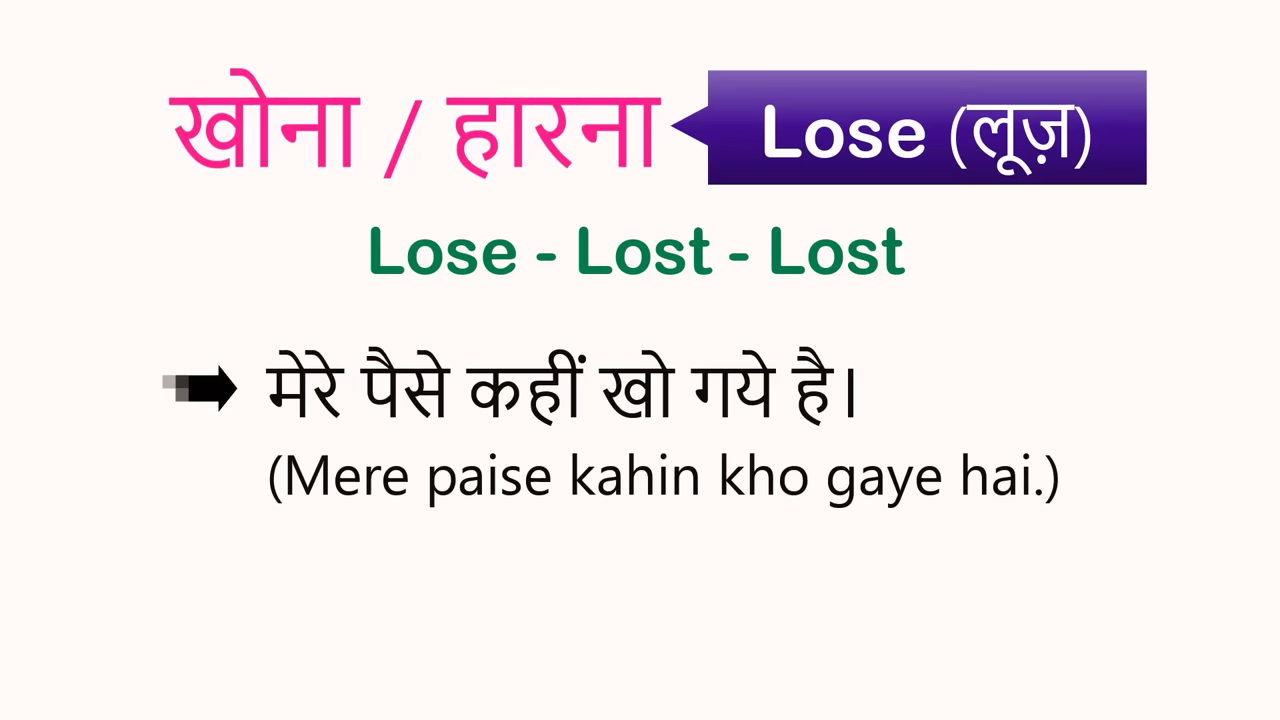 खोना / हारना Lose (लूज़)
Lose - Lost - Lost
मेरे पैसे कहीं खो गये है।
(Mere paise kahin kho gaye hai.)